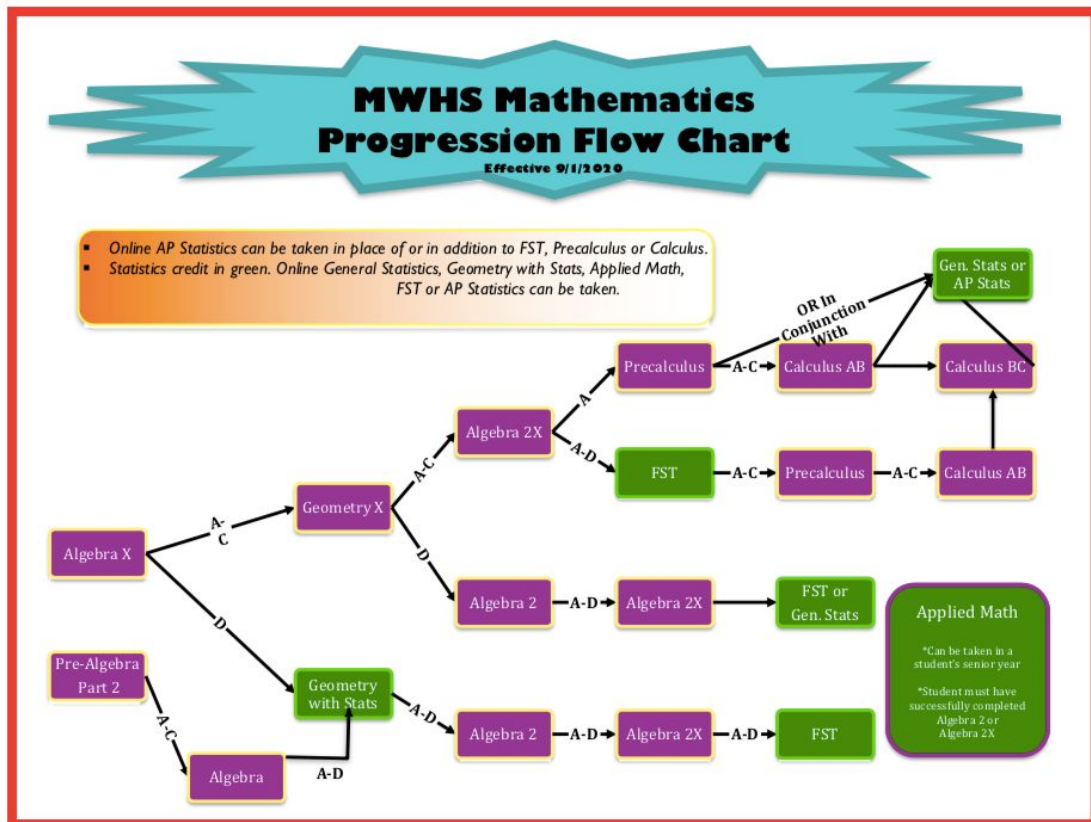 MWHS Mathematics
Progression Flow Chart
Effective 9/1/2020
▪ Online AP Statistics can be taken in place of or in addition to FST, Precalculus or Calculus.
▪ Statistics credit in green. Online General Statistics, Geometry with Stats, Applied Math,
FST or AP Statistics can be taken.
Gen. Stats or
AP Stats
OR In
Conjunction
With
Precalculus
A-C
Calculus AB
Calculus BC
A
Algebra 2X
A-D
FST
A-C
Precalculus
A-C
Calculus AB
A-C
Geometry X
A-
C
Algebra X
D
Algebra 2
A-D
Algebra 2X
FST or
Gen. Stats
D
Pre-Algebra
Part 2
Geometry
with Stats
A-D
Algebra 2
A-D
Algebra 2X
A-D
FST
A-C
Algebra
A-D
Applied Math
*Can be taken in a
student's senior year
*Student must have
successfully completed
Algebra 2 or
Algebra 2X